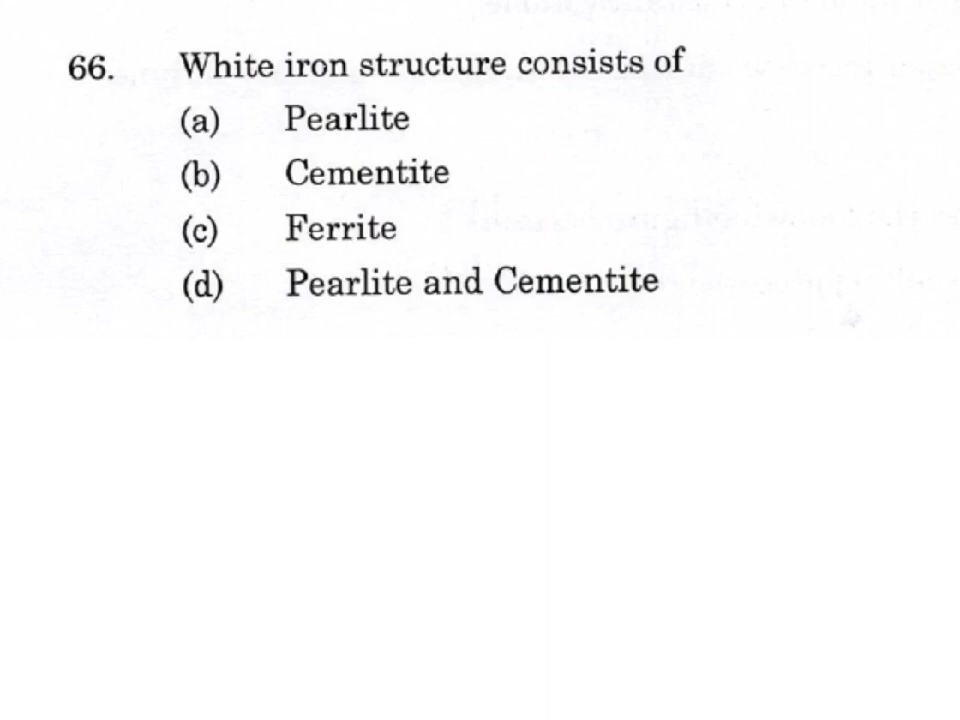 66. White iron structure consists of
(a) Pearlite
(b) Cementite
(c) Ferrite
(d) Pearlite and Cementite